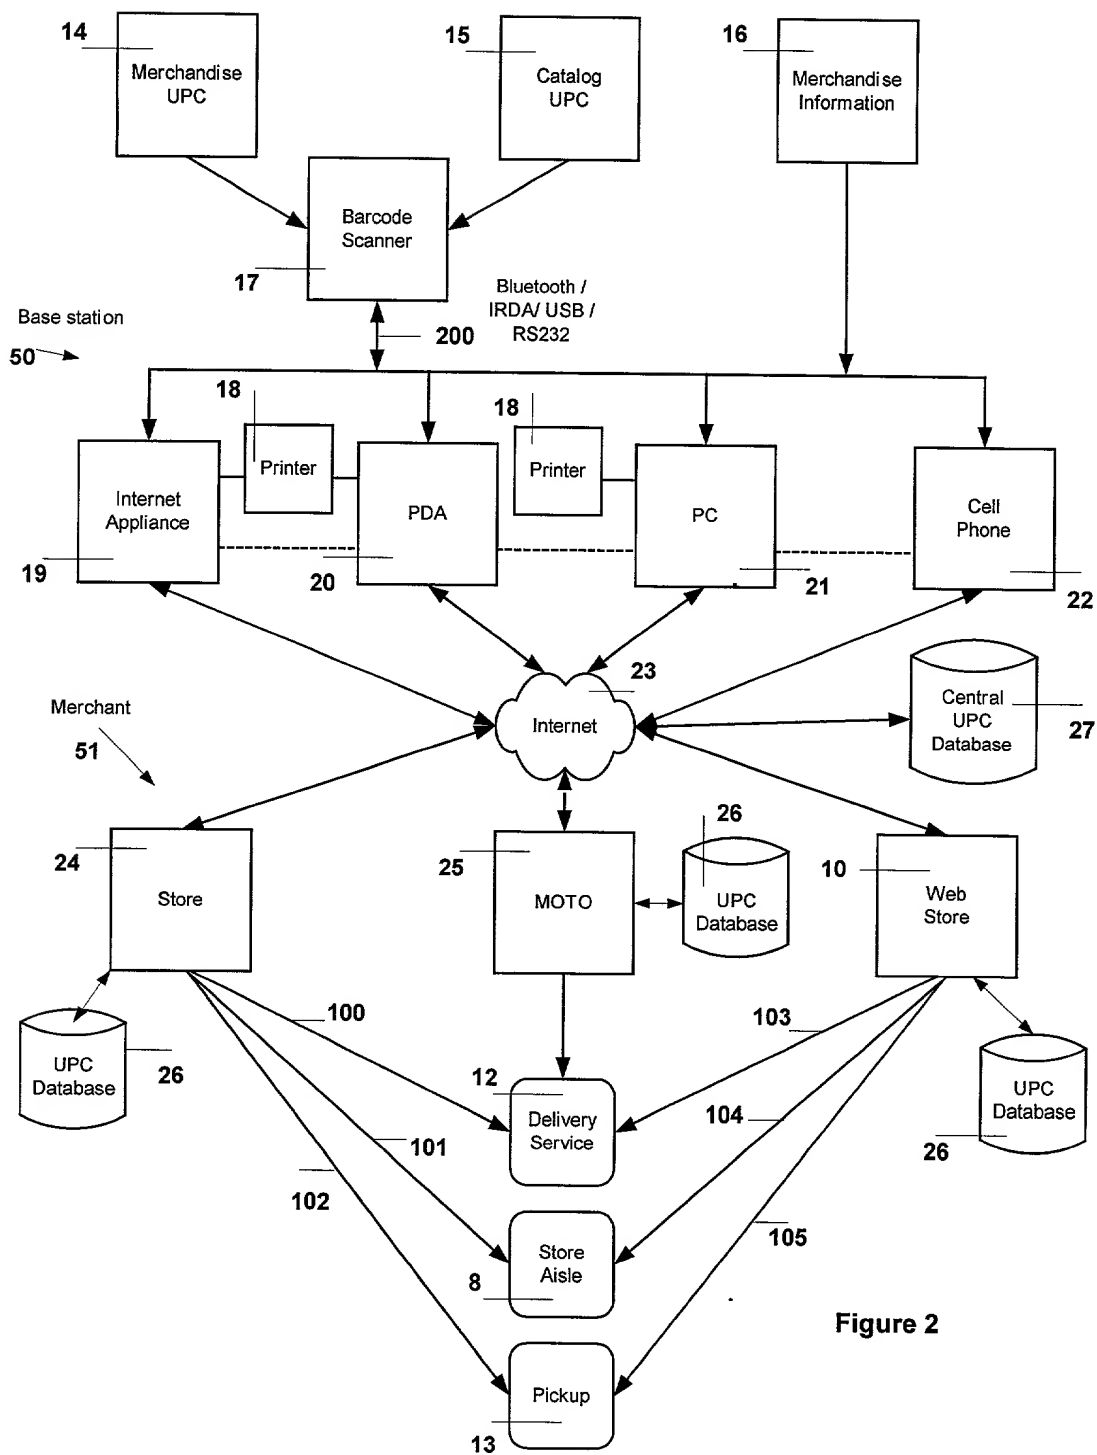 14
Merchandise
UPC
15
Catalog
UPC
16
Merchandise
Information
Barcode
Scanner
17
Bluetooth /
IRDA/ USB /
RS232
200
Base station
50
18
Printer
18
Printer
Internet
Appliance
19
PDA
20
PC
21
Cell
Phone
22
23
Internet
Central
UPC
Database
27
Merchant
51
24
Store
25
MOTO
26
UPC
Database
10
Web
Store
UPC
Database
26
UPC
Database
26
100
101
102
103
104
105
12
Delivery
Service
Store
Aisle
8
Pickup
13
Figure 2